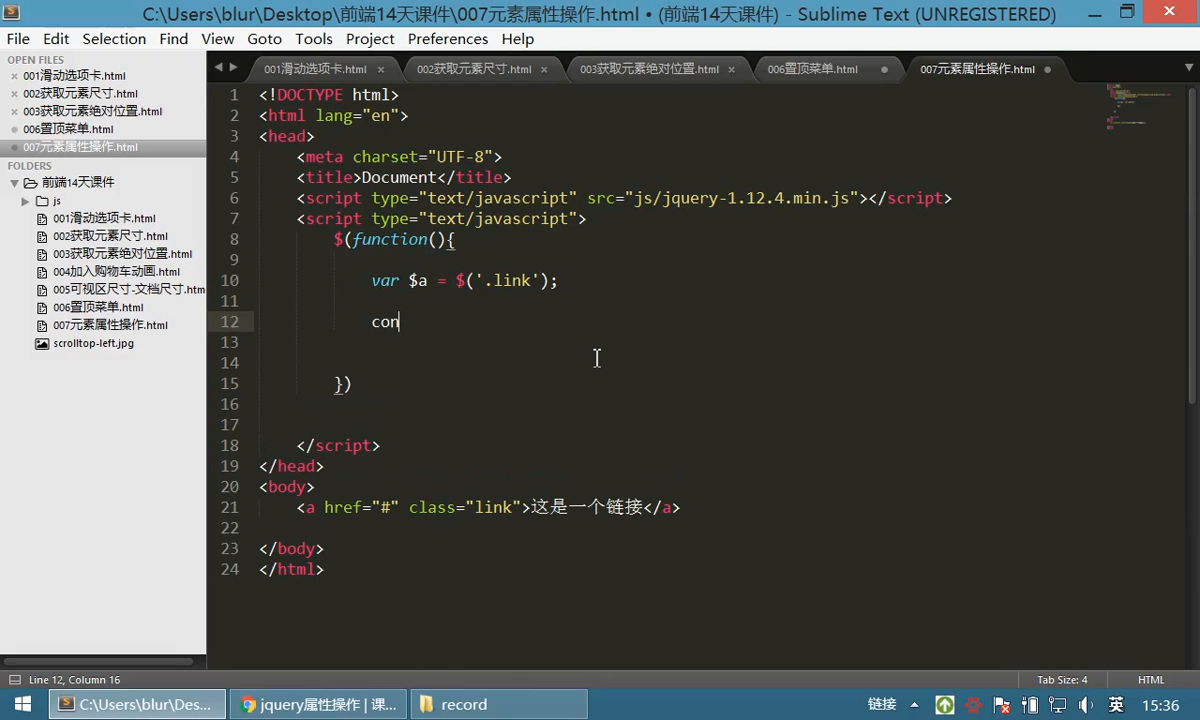 C:\Users\blur\Desktop\前端14天课件\007元素属性操作.html • (前端14天课件) - Sublime Text (UNREGISTERED)
File Edit Selection Find View Goto Tools Project Preferences Help
OPEN FILES
001滑动选项卡.html
002获取元素尺寸.html
003获取元素绝对位置.html
006置顶菜单.html
007元素属性操作.html
FOLDERS
前端14天课件
js
001滑动选项卡.html
002获取元素尺寸.html
003获取元素绝对位置.html
004加入购物车动画.html
005可视区尺寸-文档尺寸.htm
006置顶菜单.html
007元素属性操作.html
scrolltop-left.jpg
001滑动选项卡.html 002获取元素尺寸.html 003获取元素绝对位置.html 006置顶菜单.html 007元素属性操作.html
1 <!DOCTYPE html>
2 <html lang="en">
3 <head>
4 <meta charset="UTF-8">
5 <title>Document</title>
6 <script type="text/javascript" src="js/jquery-1.12.4.min.js"></script>
7 <script type="text/javascript">
8 $(function(){
9
10 var $a = $('.link');
11
12 con
13
14
15 })
16
17
18 </script>
19 </head>
20 <body>
21 <a href="#" class="link">这是一个链接</a>
22
23 </body>
24 </html>
Line 12, Column 16 Tab Size: 4 HTML
C:\Users\blur\Des... jquery属性操作 | 课... record 链接 英 15:36